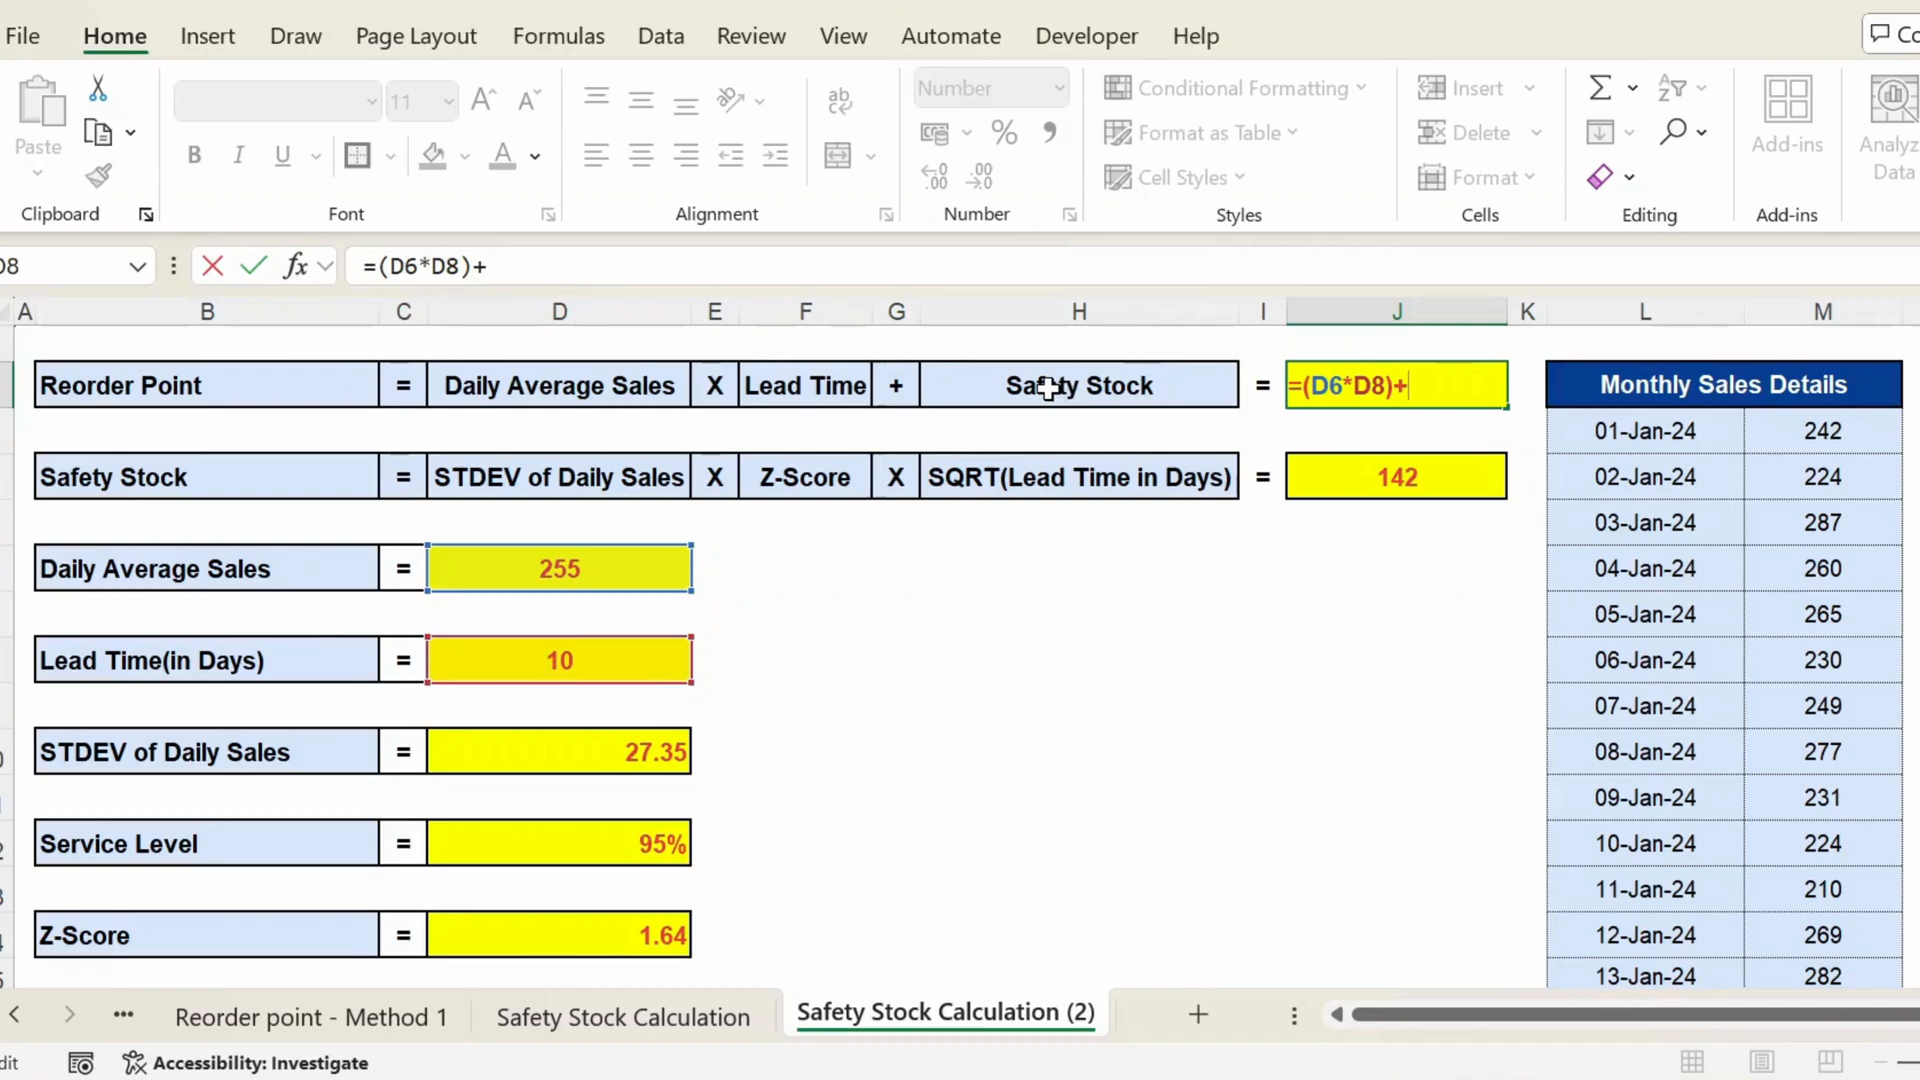 File Home Insert Draw Page Layout Formulas Data Review View Automate Developer Help Co
Paste
11
Number
Conditional Formatting
Format as Table
Cell Styles
Insert
Delete
Format
Add-ins
Analyz
Data
Clipboard Font Alignment Number Styles Cells Editing Add-ins
D8 fx =(D6*D8)+
A B C D E F G H I J K L M
Reorder Point = Daily Average Sales X Lead Time + Safety Stock = =(D6*D8)+
Safety Stock = STDEV of Daily Sales X Z-Score X SQRT(Lead Time in Days) = 142
Daily Average Sales = 255
Lead Time(in Days) = 10
STDEV of Daily Sales = 27.35
Service Level = 95%
Z-Score = 1.64
Monthly Sales Details
01-Jan-24 242
02-Jan-24 224
03-Jan-24 287
04-Jan-24 260
05-Jan-24 265
06-Jan-24 230
07-Jan-24 249
08-Jan-24 277
09-Jan-24 231
10-Jan-24 224
11-Jan-24 210
12-Jan-24 269
13-Jan-24 282
Reorder point - Method 1 Safety Stock Calculation Safety Stock Calculation (2)
dit Accessibility: Investigate